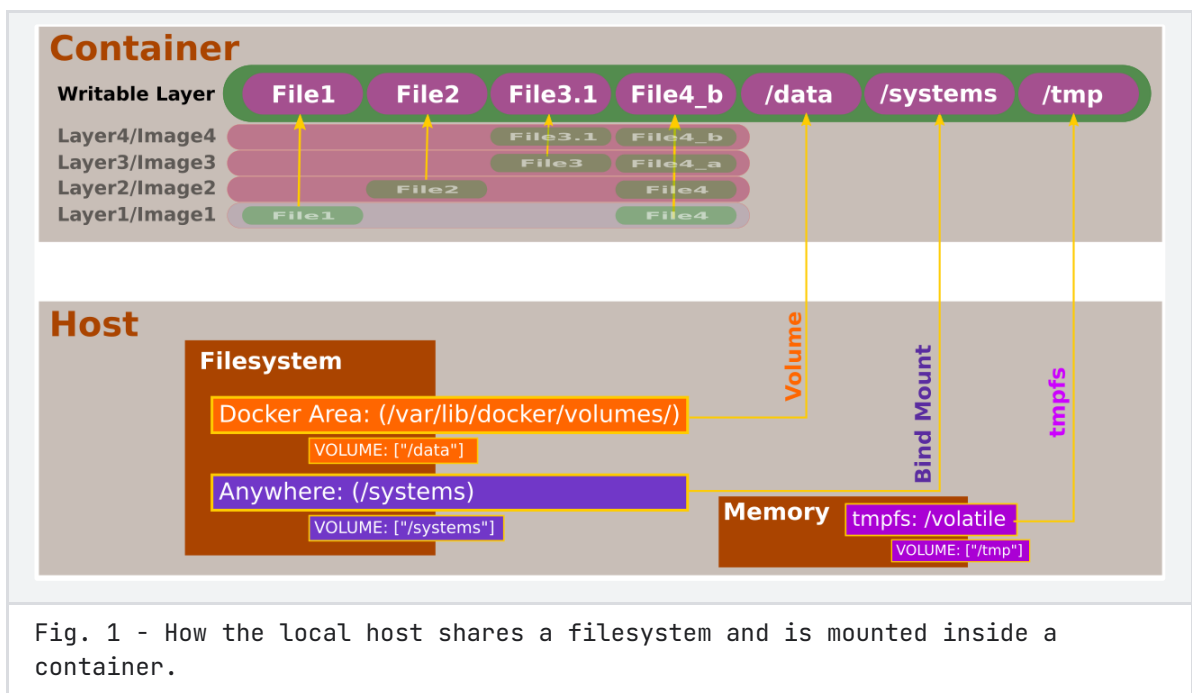 Container
Writable Layer File1 File2 File3.1 File4_b /data /systems /tmp
Layer4/Image4 File3.1 File4_b
Layer3/Image3 File3 File4_a
Layer2/Image2 File2 File4
Layer1/Image1 File1 File4
Host
Filesystem
Docker Area: (/var/lib/docker/volumes/)
VOLUME: ["/data"]
Anywhere: (/systems)
VOLUME: ["/systems"]
Volume
Bind Mount
tmpfs
Memory
tmpfs: /volatile
VOLUME: ["/tmp"]
Fig. 1 - How the local host shares a filesystem and is mounted inside a
container.